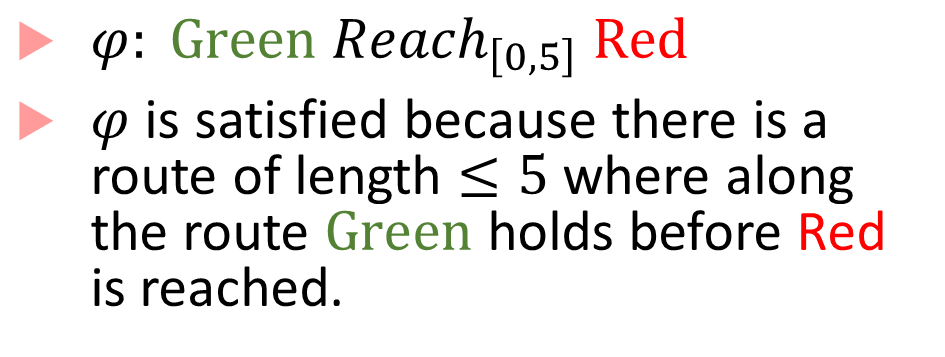 φ: Green Reach[0,5] Red
φ is satisfied because there is a
route of length ≤ 5 where along
the route Green holds before Red
is reached.